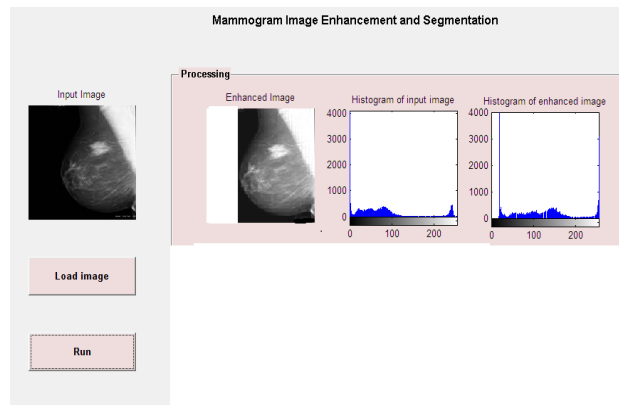 Mammogram Image Enhancement and Segmentation
Processing
Input Image
Enhanced Image
Histogram of input image
Histogram of enhanced image
4000
3000
2000
1000
0
0 100 200
4000
3000
2000
1000
0
0 100 200
Load image
Run